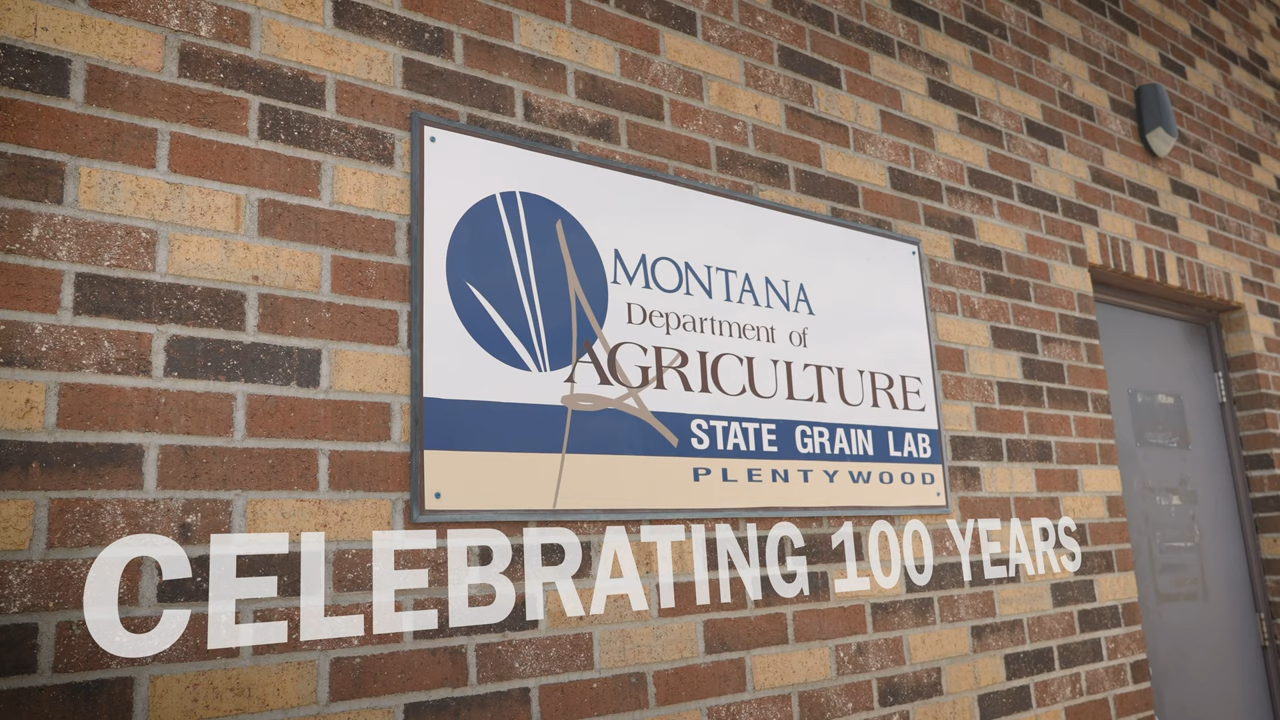 MONTANA
Department of
AGRICULTURE
STATE GRAIN LAB
PLENTYWOOD
CELEBRATING 100 YEARS